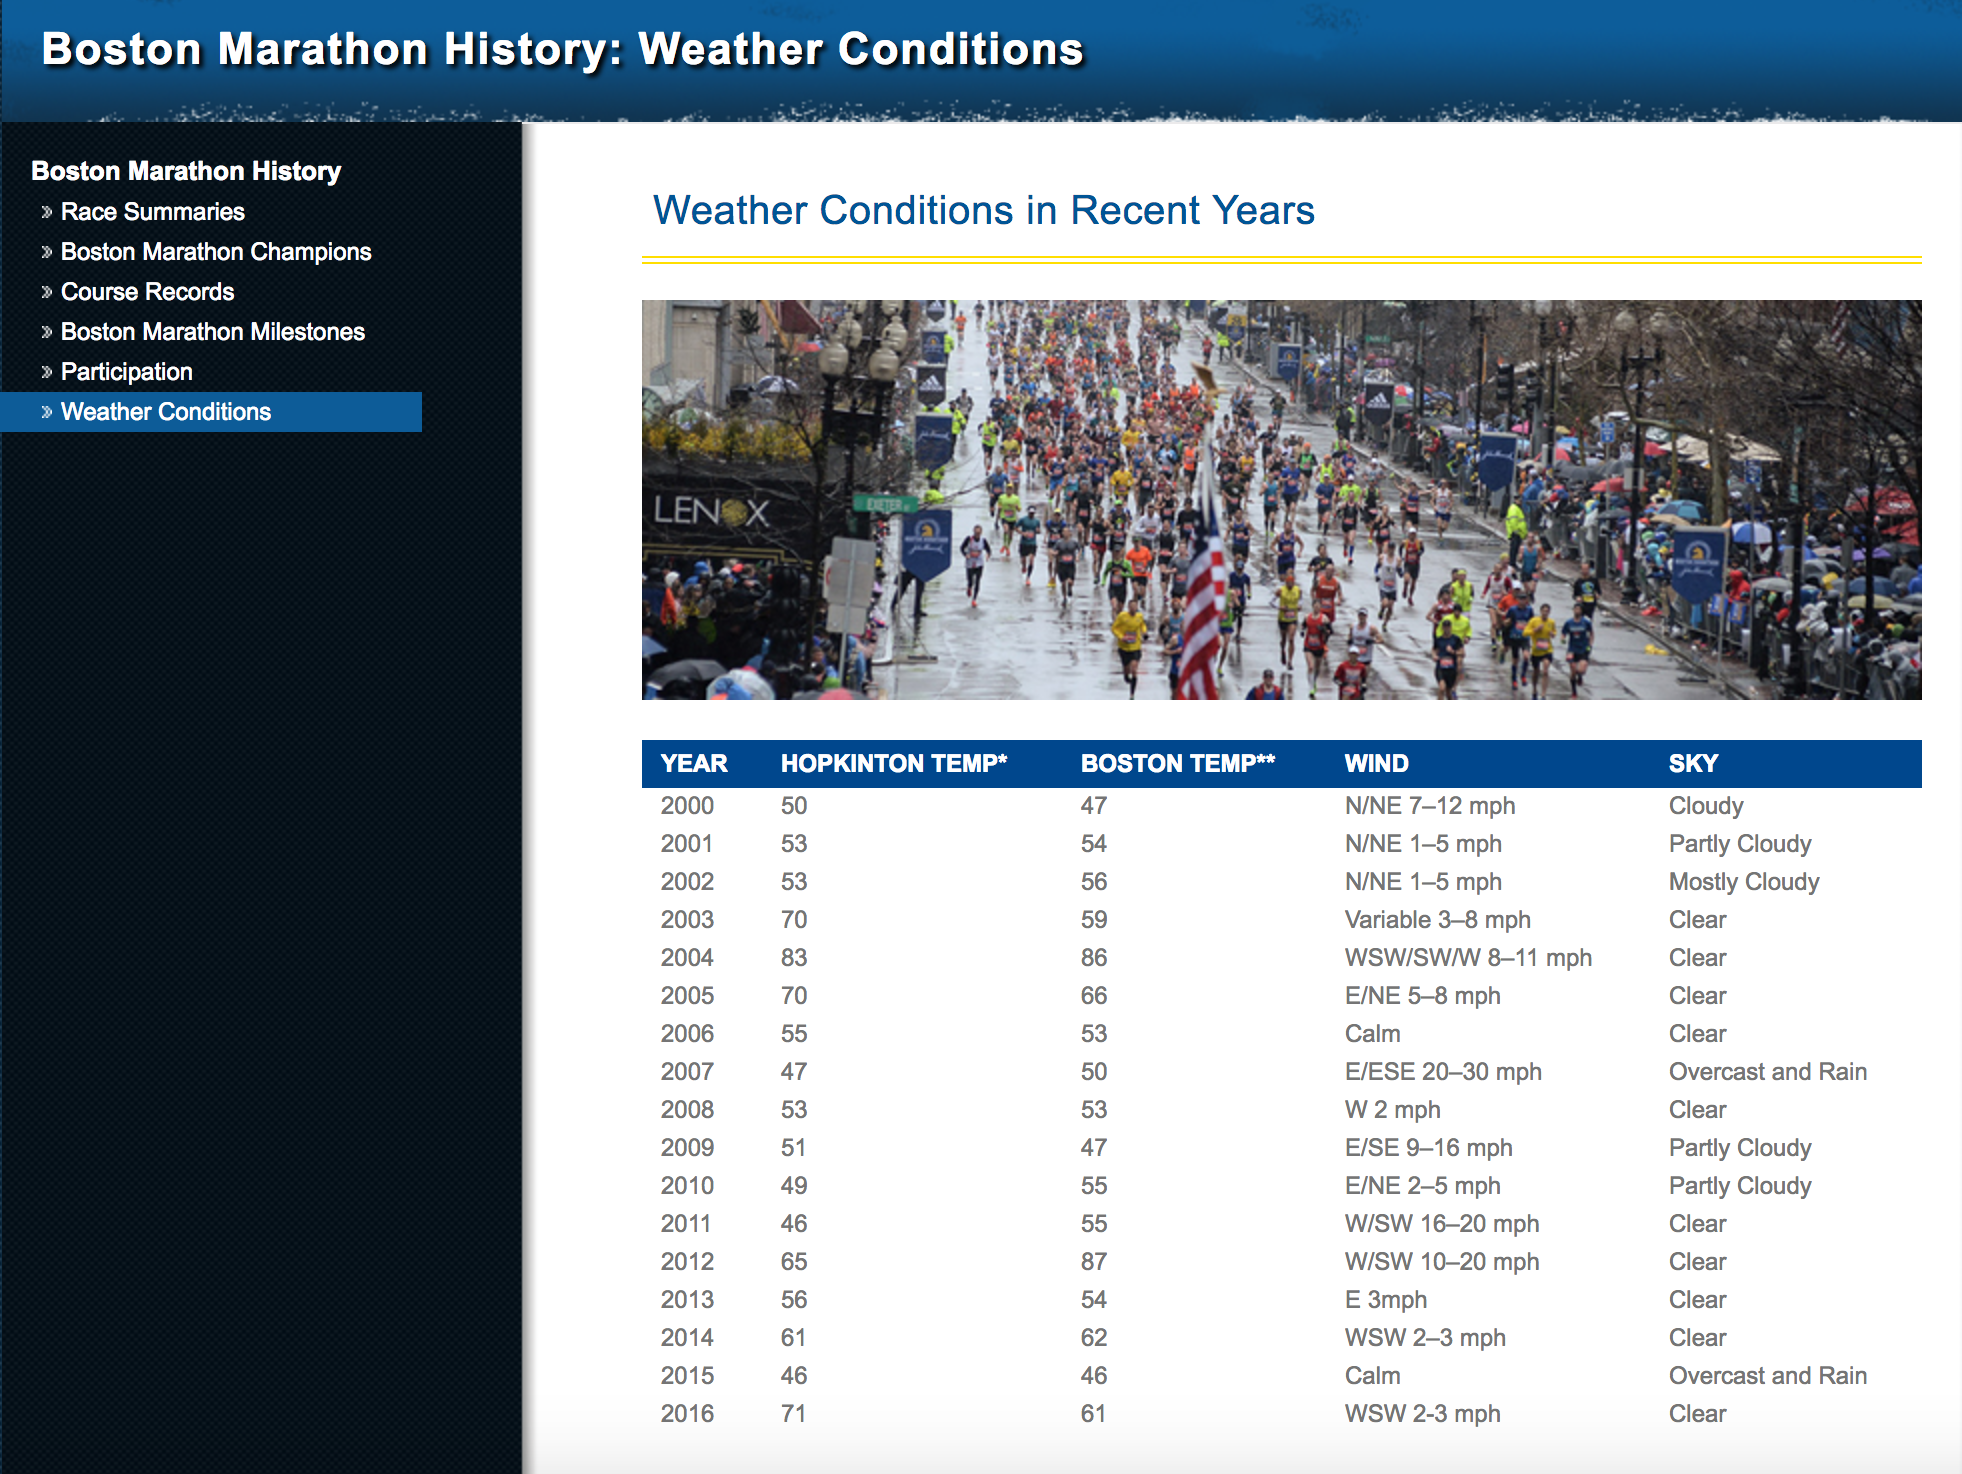 Boston Marathon History: Weather Conditions
Boston Marathon History
» Race Summaries
» Boston Marathon Champions
» Course Records
» Boston Marathon Milestones
» Participation
» Weather Conditions
Weather Conditions in Recent Years
LENOX
EXETER
adidas
YEAR HOPKINTON TEMP* BOSTON TEMP** WIND SKY
2000 50 47 N/NE 7–12 mph Cloudy
2001 53 54 N/NE 1–5 mph Partly Cloudy
2002 53 56 N/NE 1–5 mph Mostly Cloudy
2003 70 59 Variable 3–8 mph Clear
2004 83 86 WSW/SW/W 8–11 mph Clear
2005 70 66 E/NE 5–8 mph Clear
2006 55 53 Calm Clear
2007 47 50 E/ESE 20–30 mph Overcast and Rain
2008 53 53 W 2 mph Clear
2009 51 47 E/SE 9–16 mph Partly Cloudy
2010 49 55 E/NE 2–5 mph Partly Cloudy
2011 46 55 W/SW 16–20 mph Clear
2012 65 87 W/SW 10–20 mph Clear
2013 56 54 E 3mph Clear
2014 61 62 WSW 2–3 mph Clear
2015 46 46 Calm Overcast and Rain
2016 71 61 WSW 2-3 mph Clear